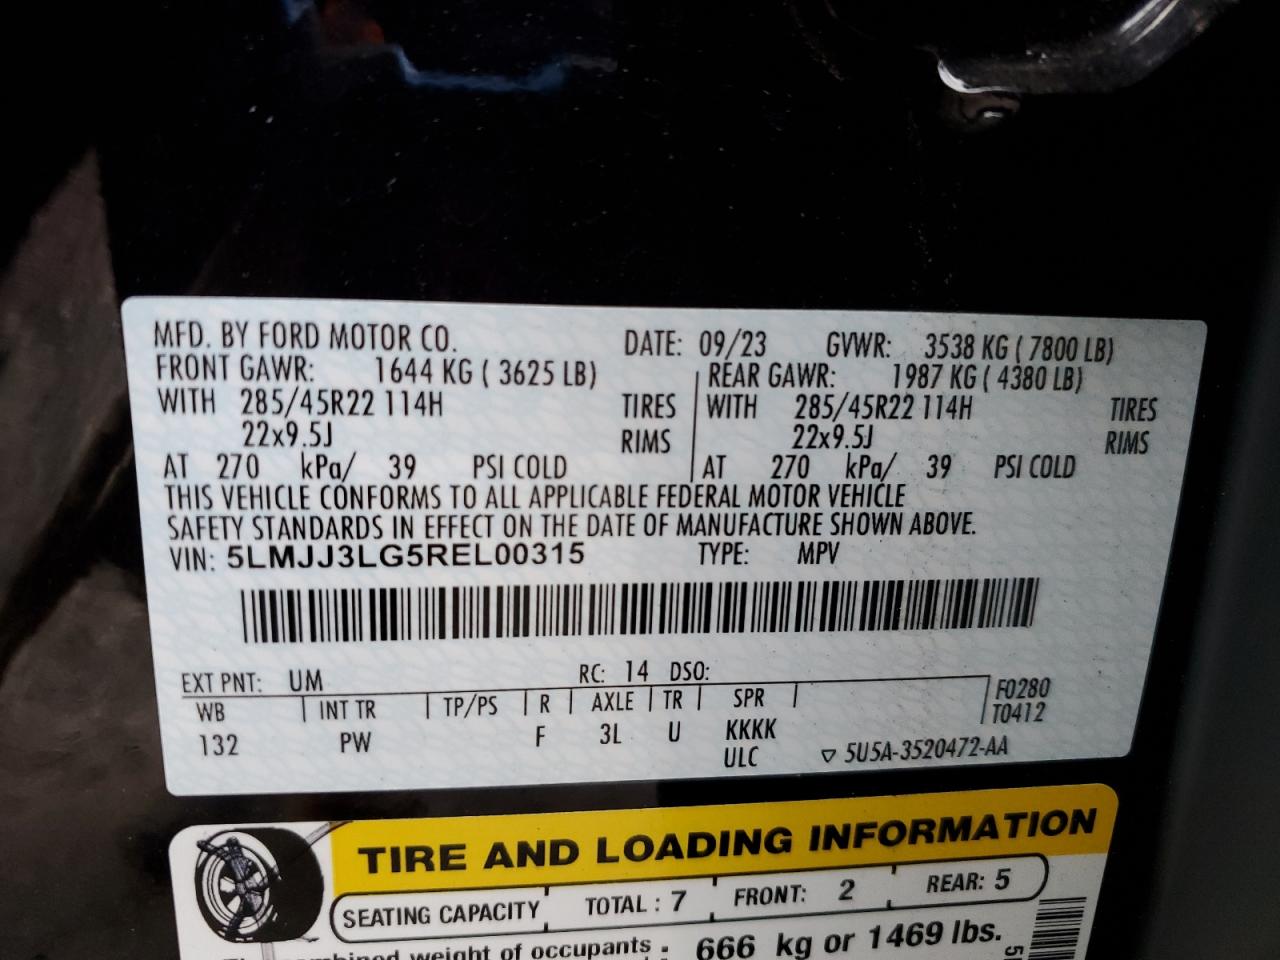 MFD. BY FORD MOTOR CO. DATE: 09/23 GVWR: 3538 KG ( 7800 LB)
FRONT GAWR: 1644 KG ( 3625 LB) REAR GAWR: 1987 KG ( 4380 LB)
WITH 285/45R22 114H TIRES WITH 285/45R22 114H TIRES
22x9.5J RIMS 22x9.5J RIMS
AT 270 kPa/ 39 PSI COLD AT 270 kPa/ 39 PSI COLD
THIS VEHICLE CONFORMS TO ALL APPLICABLE FEDERAL MOTOR VEHICLE
SAFETY STANDARDS IN EFFECT ON THE DATE OF MANUFACTURE SHOWN ABOVE.
VIN: 5LMJJ3LG5REL00315 TYPE: MPV
EXT PNT: UM RC: 14 DSO:
WB INT TR TP/PS R AXLE TR SPR F0280
T0412
132 PW F 3L U KKKK
ULC ▽ 5U5A-3520472-AA
TIRE AND LOADING INFORMATION
SEATING CAPACITY TOTAL : 7 FRONT: 2 REAR: 5
combined weight of occupants : 666 kg or 1469 lbs.